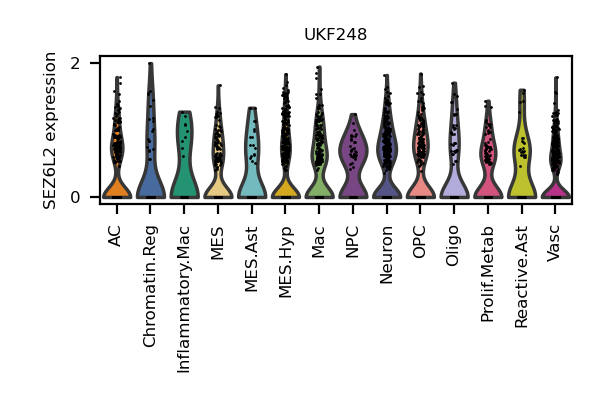 UKF248
SEZ6L2 expression
2
0
AC
Chromatin.Reg
Inflammatory.Mac
MES
MES.Ast
MES.Hyp
Mac
NPC
Neuron
OPC
Oligo
Prolif.Metab
Reactive.Ast
Vasc